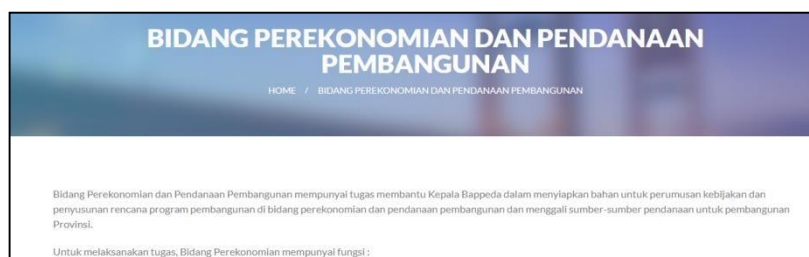 BIDANG PEREKONOMIAN DAN PENDANAAN
PEMBANGUNAN
HOME / BIDANG PEREKONOMIAN DAN PENDANAAN PEMBANGUNAN
Bidang Perekonomian dan Pendanaan Pembangunan mempunyai tugas membantu Kepala Bappeda dalam menyiapkan bahan untuk perumusan kebijakan dan
penyusunan rencana program pembangunan di bidang perekonomian dan pendanaan pembangunan dan menggali sumber-sumber pendanaan untuk pembangunan
Provinsi.
Untuk melaksanakan tugas, Bidang Perekonomian mempunyai fungsi :